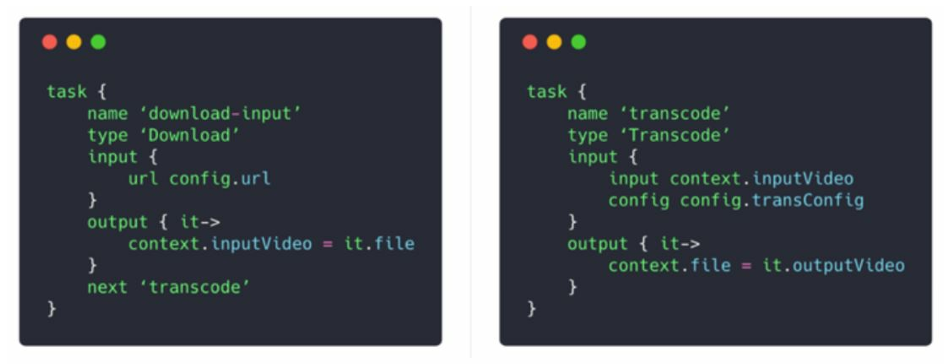 task {
    name ‘download-input’
    type ‘Download’
    input {
        url config.url
    }
    output { it->
        context.inputVideo = it.file
    }
    next ‘transcode’
}
task {
    name ‘transcode’
    type ‘Transcode’
    input {
        input context.inputVideo
        config config.transConfig
    }
    output { it->
        context.file = it.outputVideo
    }
}